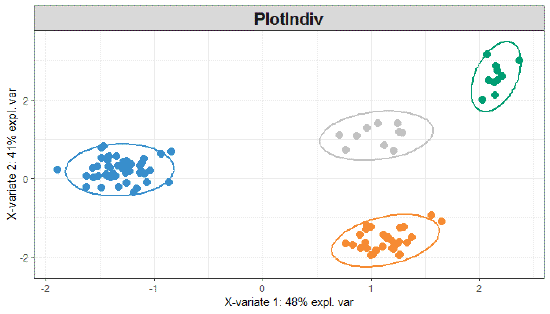 PlotIndiv
X-variate 2: 41% expl. var
2
0
-2
-2
-1
0
1
2
X-variate 1: 48% expl. var